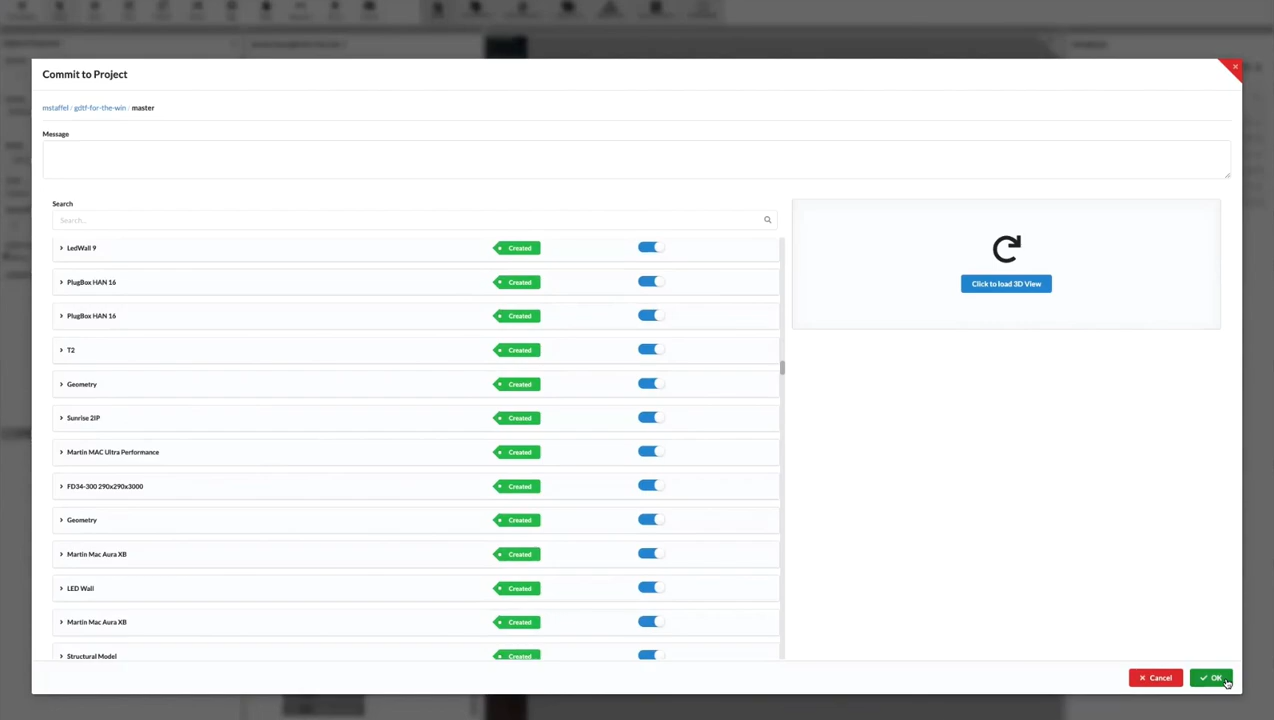 Commit to Project
mstaffel / gdtf-for-the-win / master
Message
Search
Search...
LedWall 9 Created
PlugBox HAN 16 Created
PlugBox HAN 16 Created
T2 Created
Geometry Created
Sunrise 2IP Created
Martin MAC Ultra Performance Created
FD34-300 290x290x3000 Created
Geometry Created
Martin Mac Aura XB Created
LED Wall Created
Martin Mac Aura XB Created
Structural Model Created
Click to load 3D View
Cancel OK